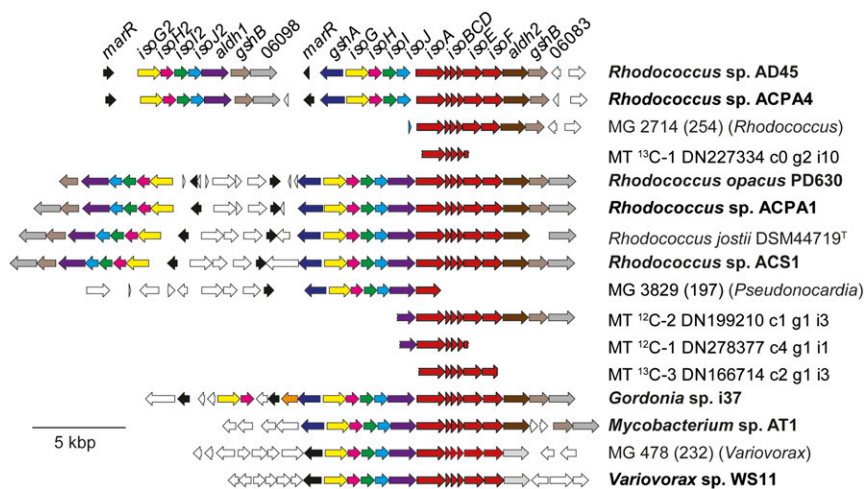 marR isoG2 isoH2 isoI2 isoJ2 aldh1 gshB 06098 marR gshA isoG isoH isoI isoJ isoA isoBCD isoE isoF aldh2 gshB 06083
Rhodococcus sp. AD45
Rhodococcus sp. ACPA4
MG 2714 (254) (Rhodococcus)
MT ¹³C-1 DN227334 c0 g2 i10
Rhodococcus opacus PD630
Rhodococcus sp. ACPA1
Rhodococcus jostii DSM44719ᵀ
Rhodococcus sp. ACS1
MG 3829 (197) (Pseudonocardia)
MT ¹²C-2 DN199210 c1 g1 i3
MT ¹²C-1 DN278377 c4 g1 i1
MT ¹³C-3 DN166714 c2 g1 i3
Gordonia sp. i37
Mycobacterium sp. AT1
5 kbp
MG 478 (232) (Variovorax)
Variovorax sp. WS11